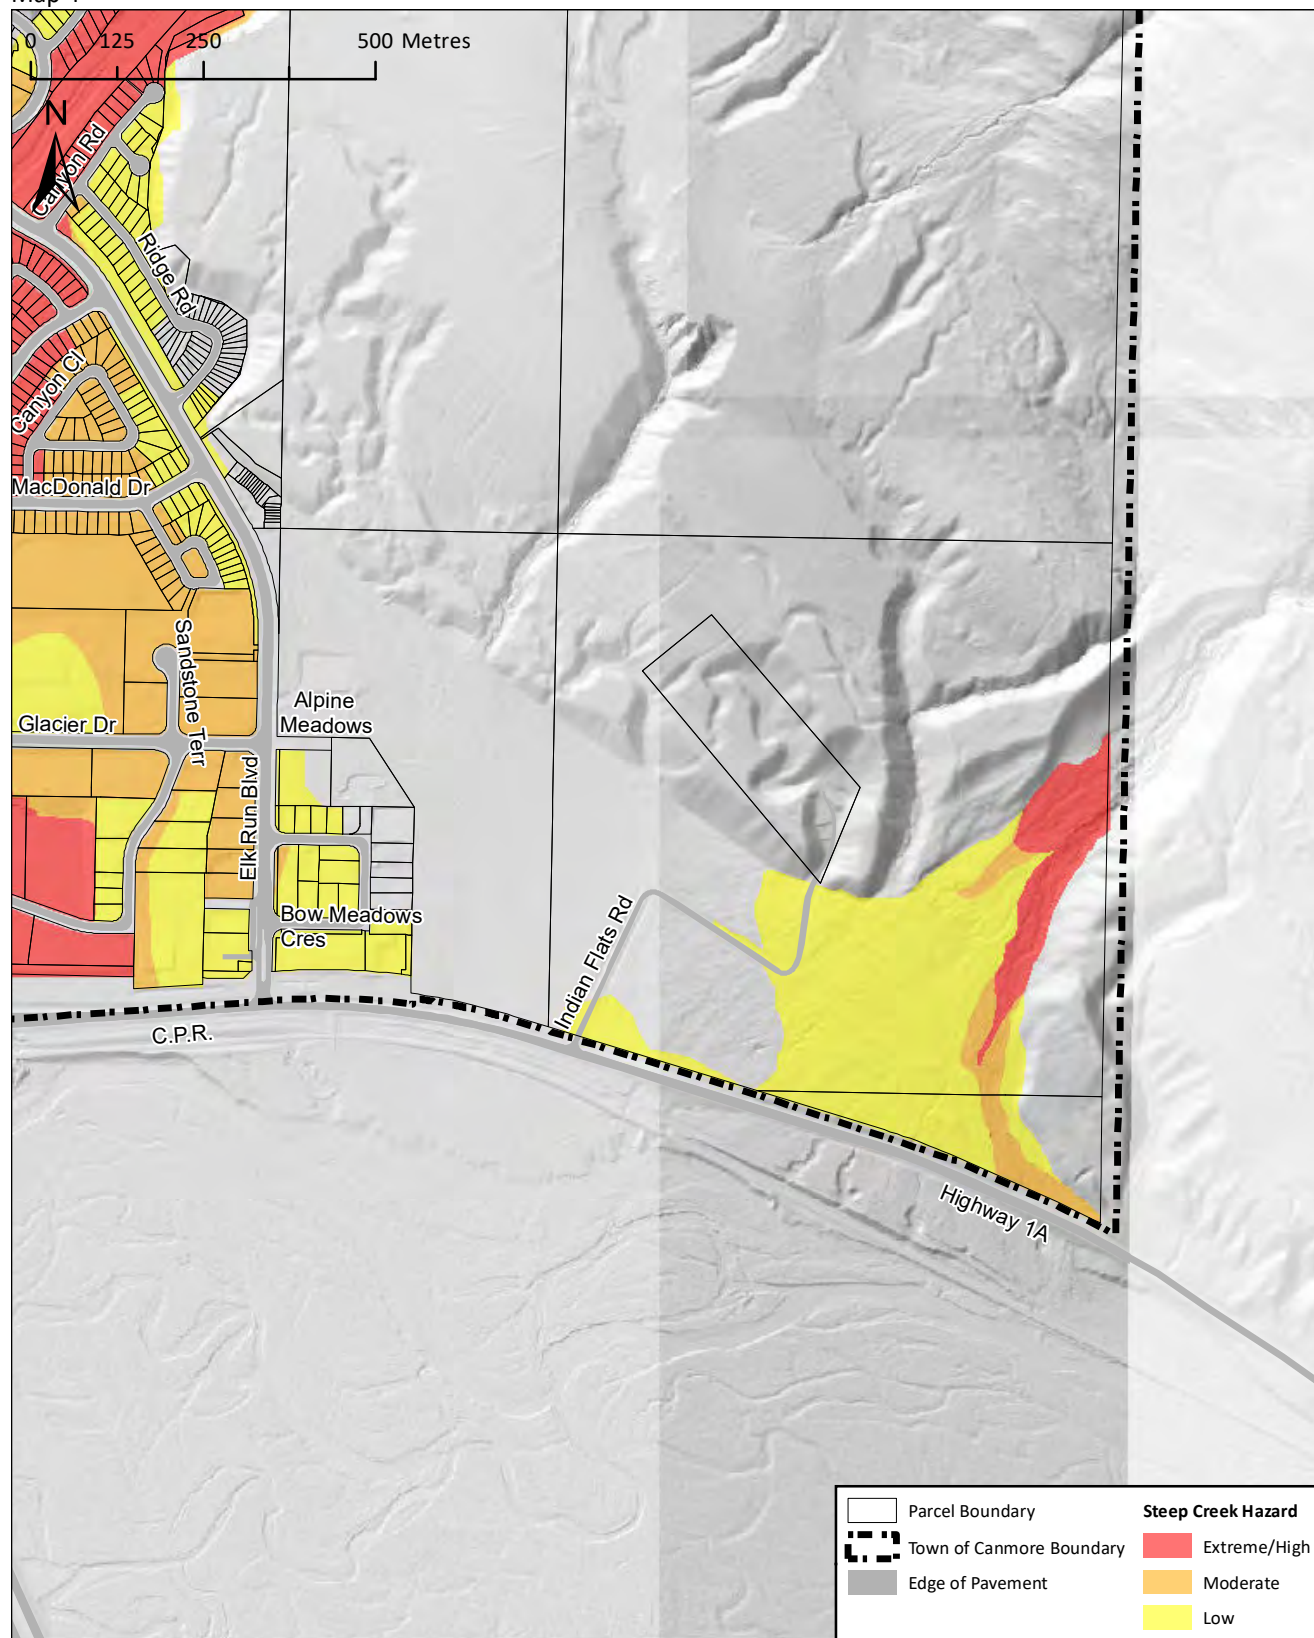 0 125 250 500 Metres
N
Canyon Rd
Ridge Rd
Canyon Cl
MacDonald Dr
Sandstone Terr
Glacier Dr
Alpine
Meadows
Elk Run Blvd
Bow Meadows
Cres
Indian Flats Rd
C.P.R.
Highway 1A
Parcel Boundary
Town of Canmore Boundary
Edge of Pavement
Steep Creek Hazard
Extreme/High
Moderate
Low